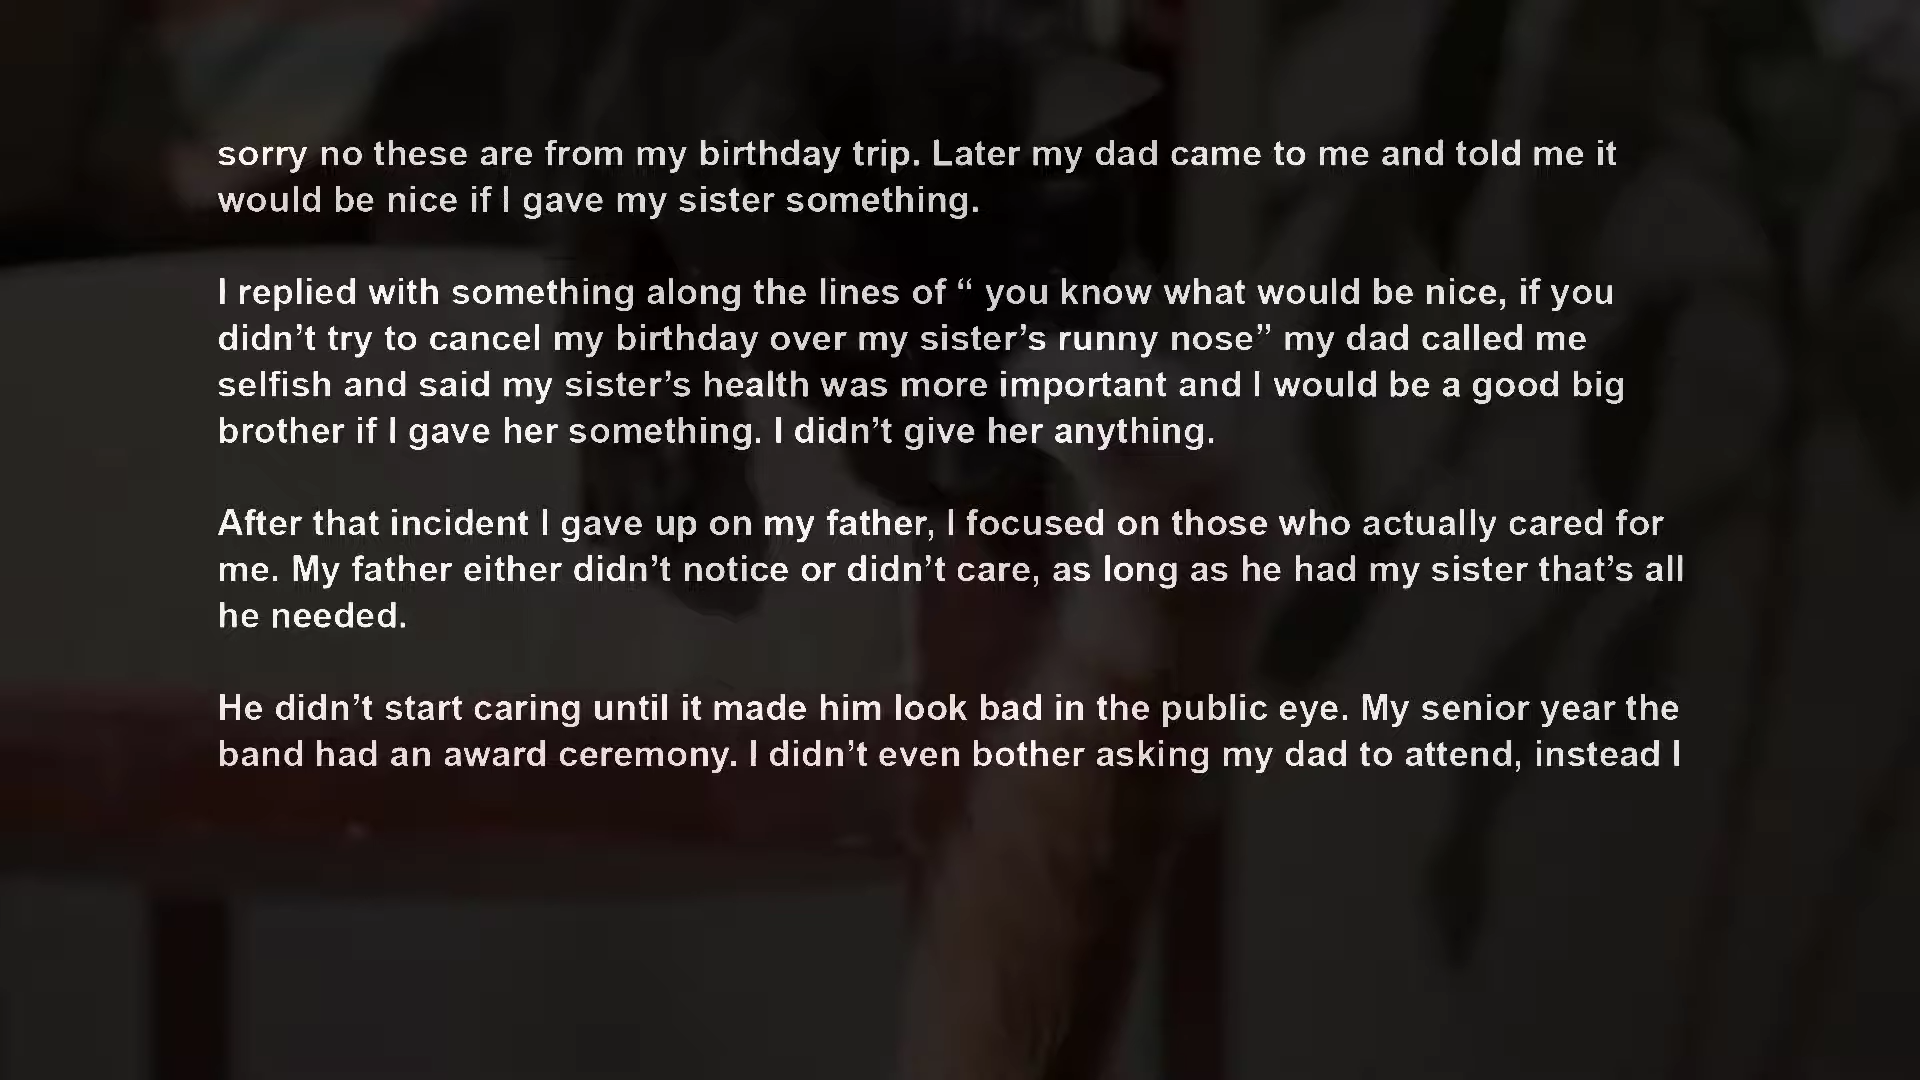 sorry no these are from my birthday trip. Later my dad came to me and told me it
would be nice if I gave my sister something.
I replied with something along the lines of “ you know what would be nice, if you
didn’t try to cancel my birthday over my sister’s runny nose” my dad called me
selfish and said my sister’s health was more important and I would be a good big
brother if I gave her something. I didn’t give her anything.
After that incident I gave up on my father, I focused on those who actually cared for
me. My father either didn’t notice or didn’t care, as long as he had my sister that’s all
he needed.
He didn’t start caring until it made him look bad in the public eye. My senior year the
band had an award ceremony. I didn’t even bother asking my dad to attend, instead I